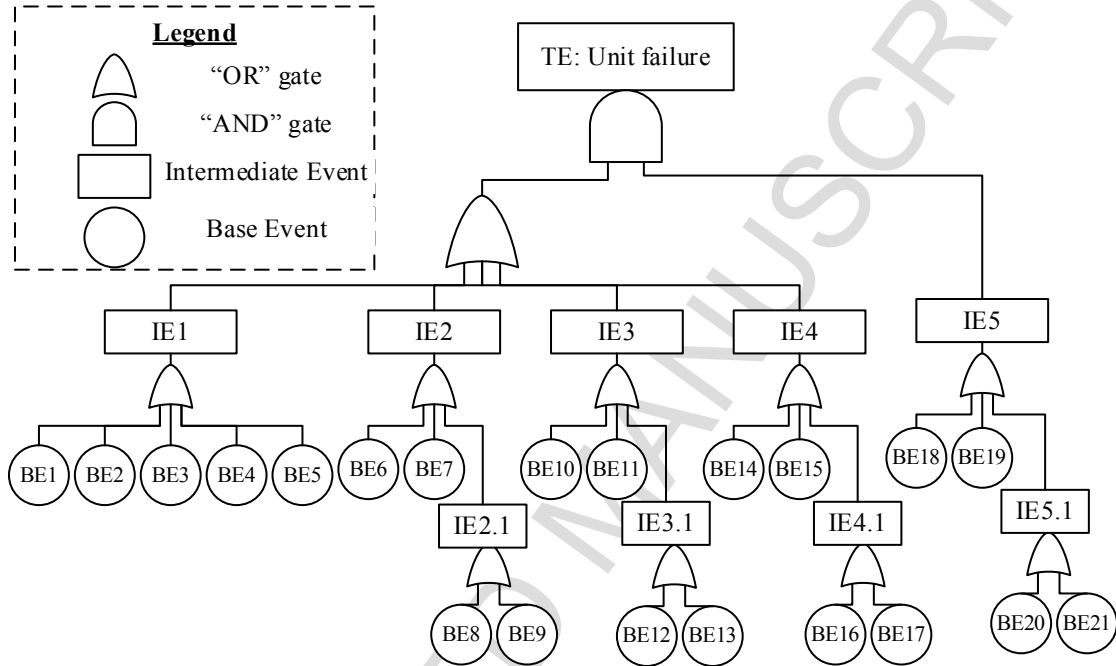 Legend
“OR” gate
“AND” gate
Intermediate Event
Base Event
TE: Unit failure
IE1
IE2
IE3
IE4
IE5
BE1
BE2
BE3
BE4
BE5
BE6
BE7
BE10
BE11
BE14
BE15
BE18
BE19
IE2.1
IE3.1
IE4.1
IE5.1
BE8
BE9
BE12
BE13
BE16
BE17
BE20
BE21
D MANUSCRI